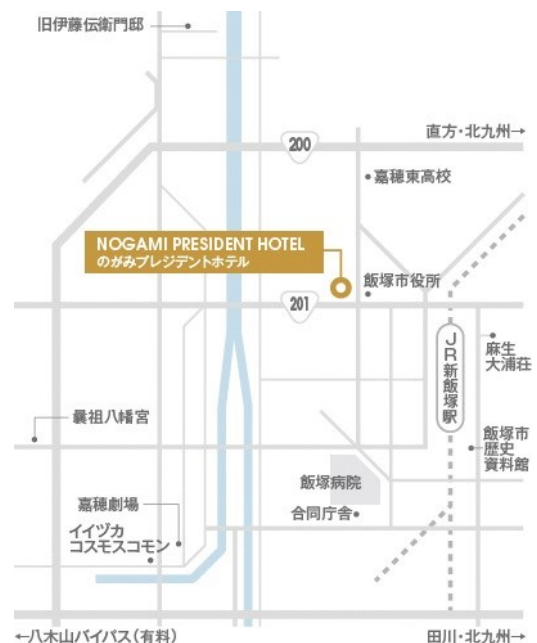 旧伊藤伝衛門邸
直方・北九州→
200
嘉穂東高校
NOGAMI PRESIDENT HOTEL
のがみプレジデントホテル
飯塚市役所
201
JR新飯塚駅
麻生
大浦荘
曩祖八幡宮
飯塚市
歴史
資料館
飯塚病院
嘉穂劇場
合同庁舎
イイヅカ
コスモスコモン
←八木山バイパス(有料)
田川・北九州→